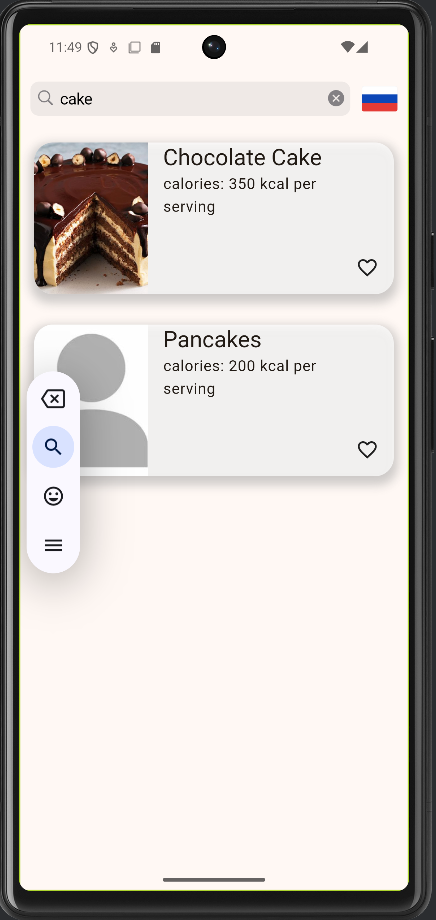 11:49
cake
Chocolate Cake
calories: 350 kcal per
serving
Pancakes
calories: 200 kcal per
serving